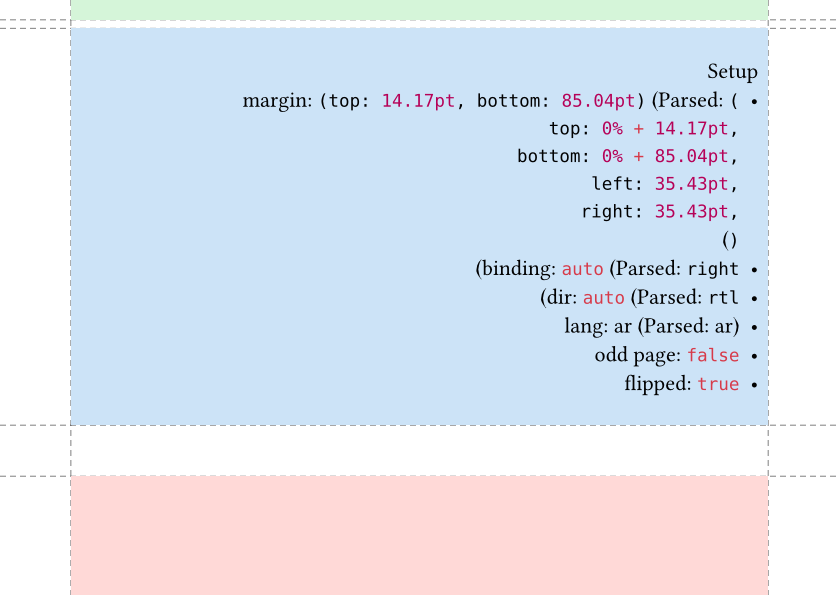 Setup
• margin: (top: 14.17pt, bottom: 85.04pt) (Parsed: (
top: 0% + 14.17pt,
bottom: 0% + 85.04pt,
left: 35.43pt,
right: 35.43pt,
()
• (binding: auto (Parsed: right
• (dir: auto (Parsed: rtl
• lang: ar (Parsed: ar)
• odd page: false
• flipped: true